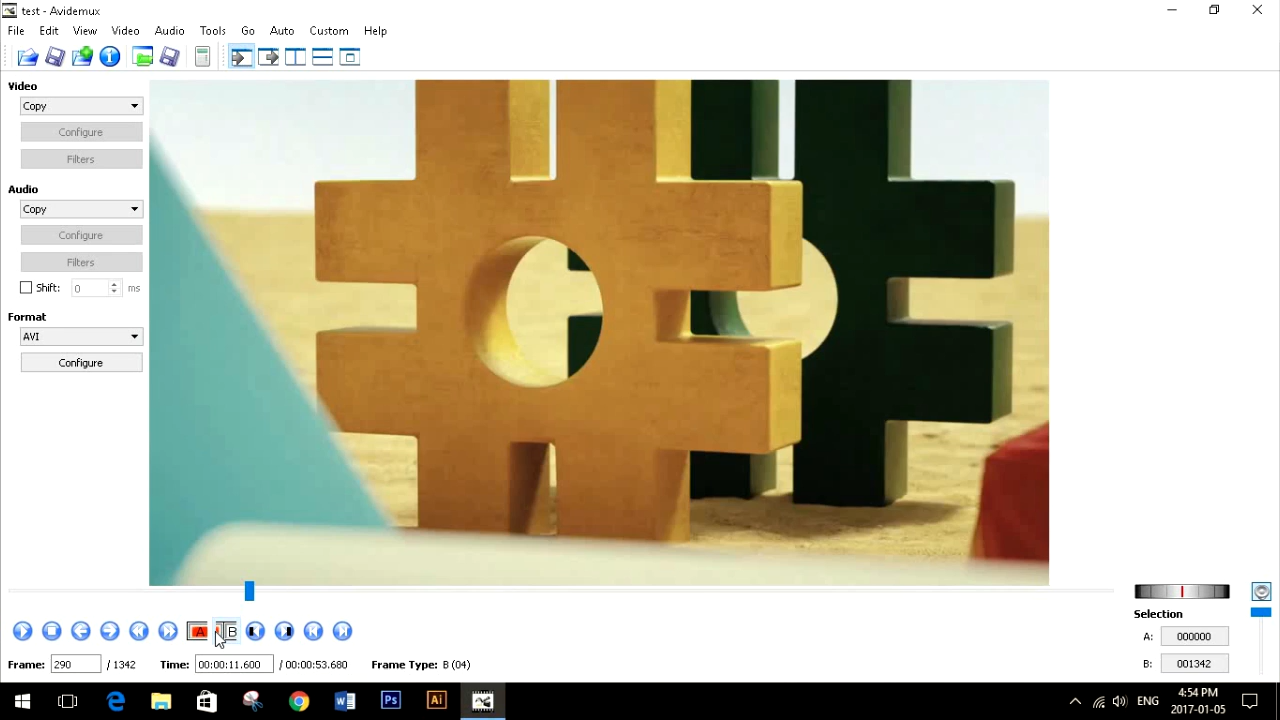 test - Avidemux
File Edit View Video Audio Tools Go Auto Custom Help
Video
Copy
Configure
Filters
Audio
Copy
Configure
Filters
Shift: 0 ms
Format
AVI
Configure
A B
Selection
A: 000000
B: 001342
Frame: 290 / 1342 Time: 00:00:11.600 / 00:00:53.680 Frame Type: B (04)
ENG
4:54 PM
2017-01-05